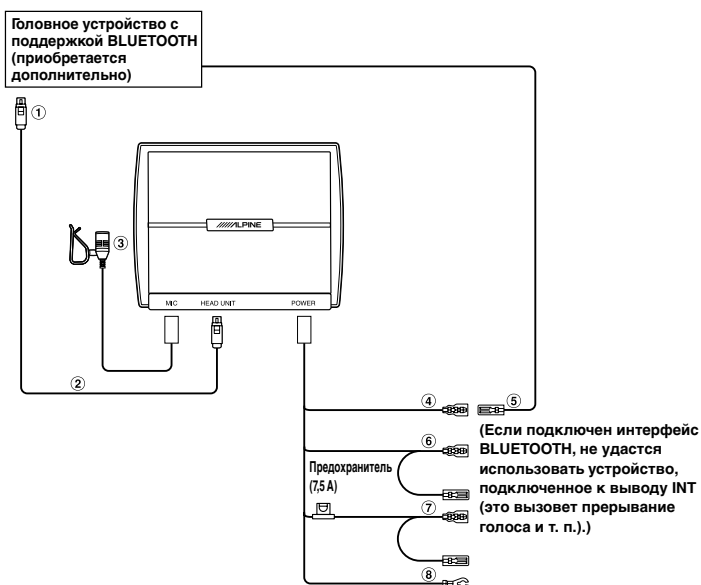 Головное устройство с
поддержкой BLUETOOTH
(приобретается
дополнительно)
1
3
ALPINE
MIC HEAD UNIT POWER
2
4 5
(Если подключен интерфейс
BLUETOOTH, не удастся
использовать устройство,
подключенное к выводу INT
(это вызовет прерывание
голоса и т. п.).)
6
Предохранитель
(7,5 A)
7
8